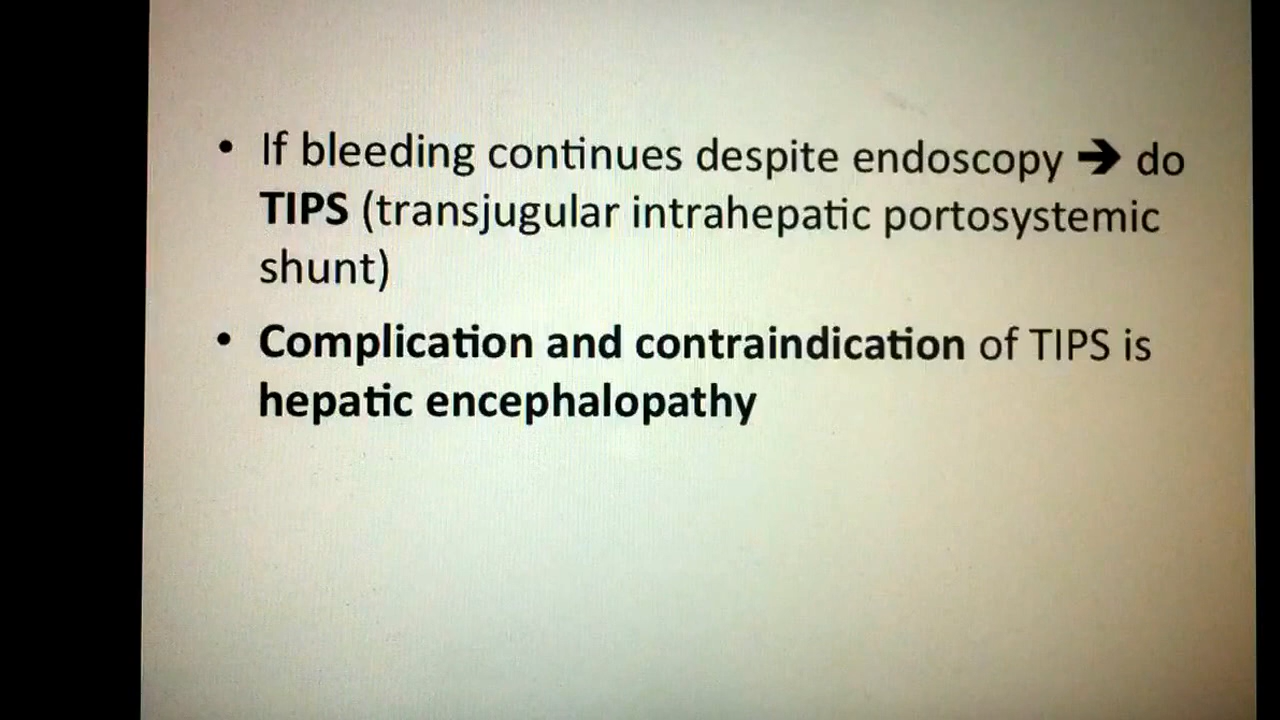 • If bleeding continues despite endoscopy ➔ do
TIPS (transjugular intrahepatic portosystemic
shunt)
• Complication and contraindication of TIPS is
hepatic encephalopathy